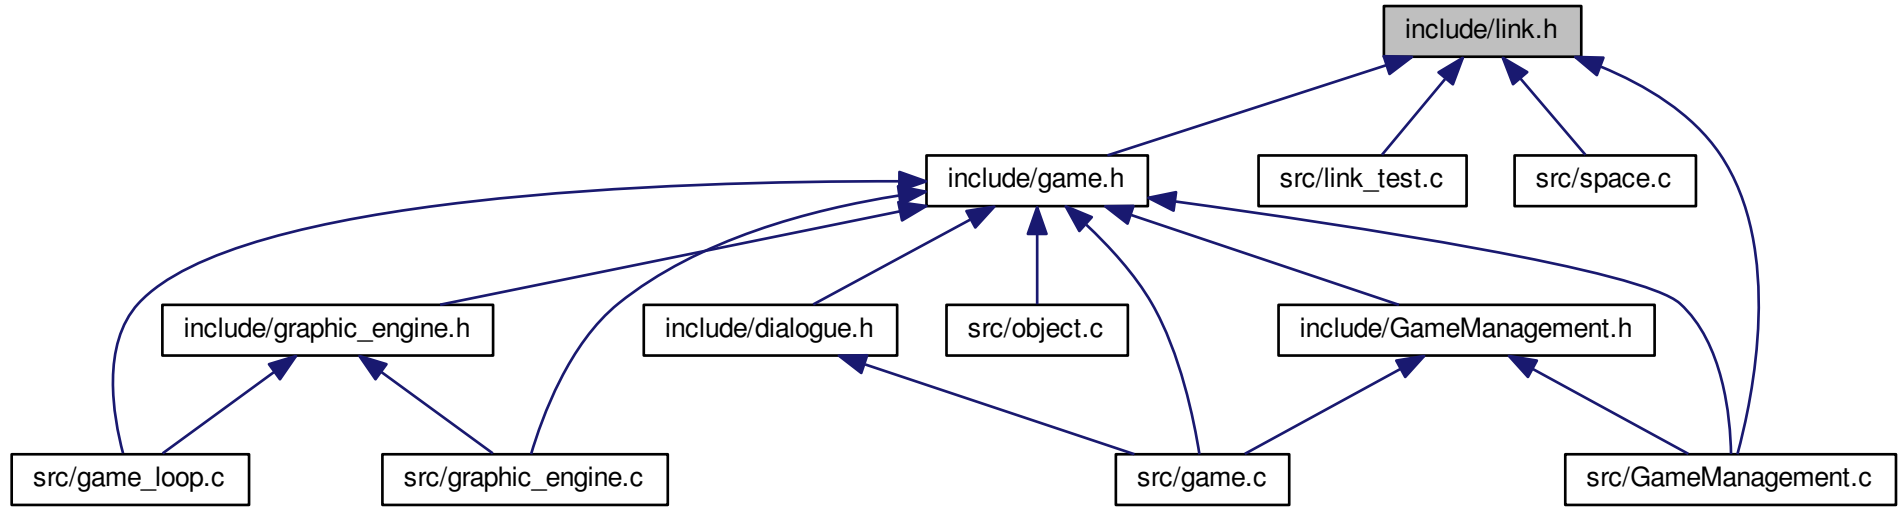 include/link.h
include/game.h
src/link_test.c
src/space.c
include/graphic_engine.h
include/dialogue.h
src/object.c
include/GameManagement.h
src/game_loop.c
src/graphic_engine.c
src/game.c
src/GameManagement.c